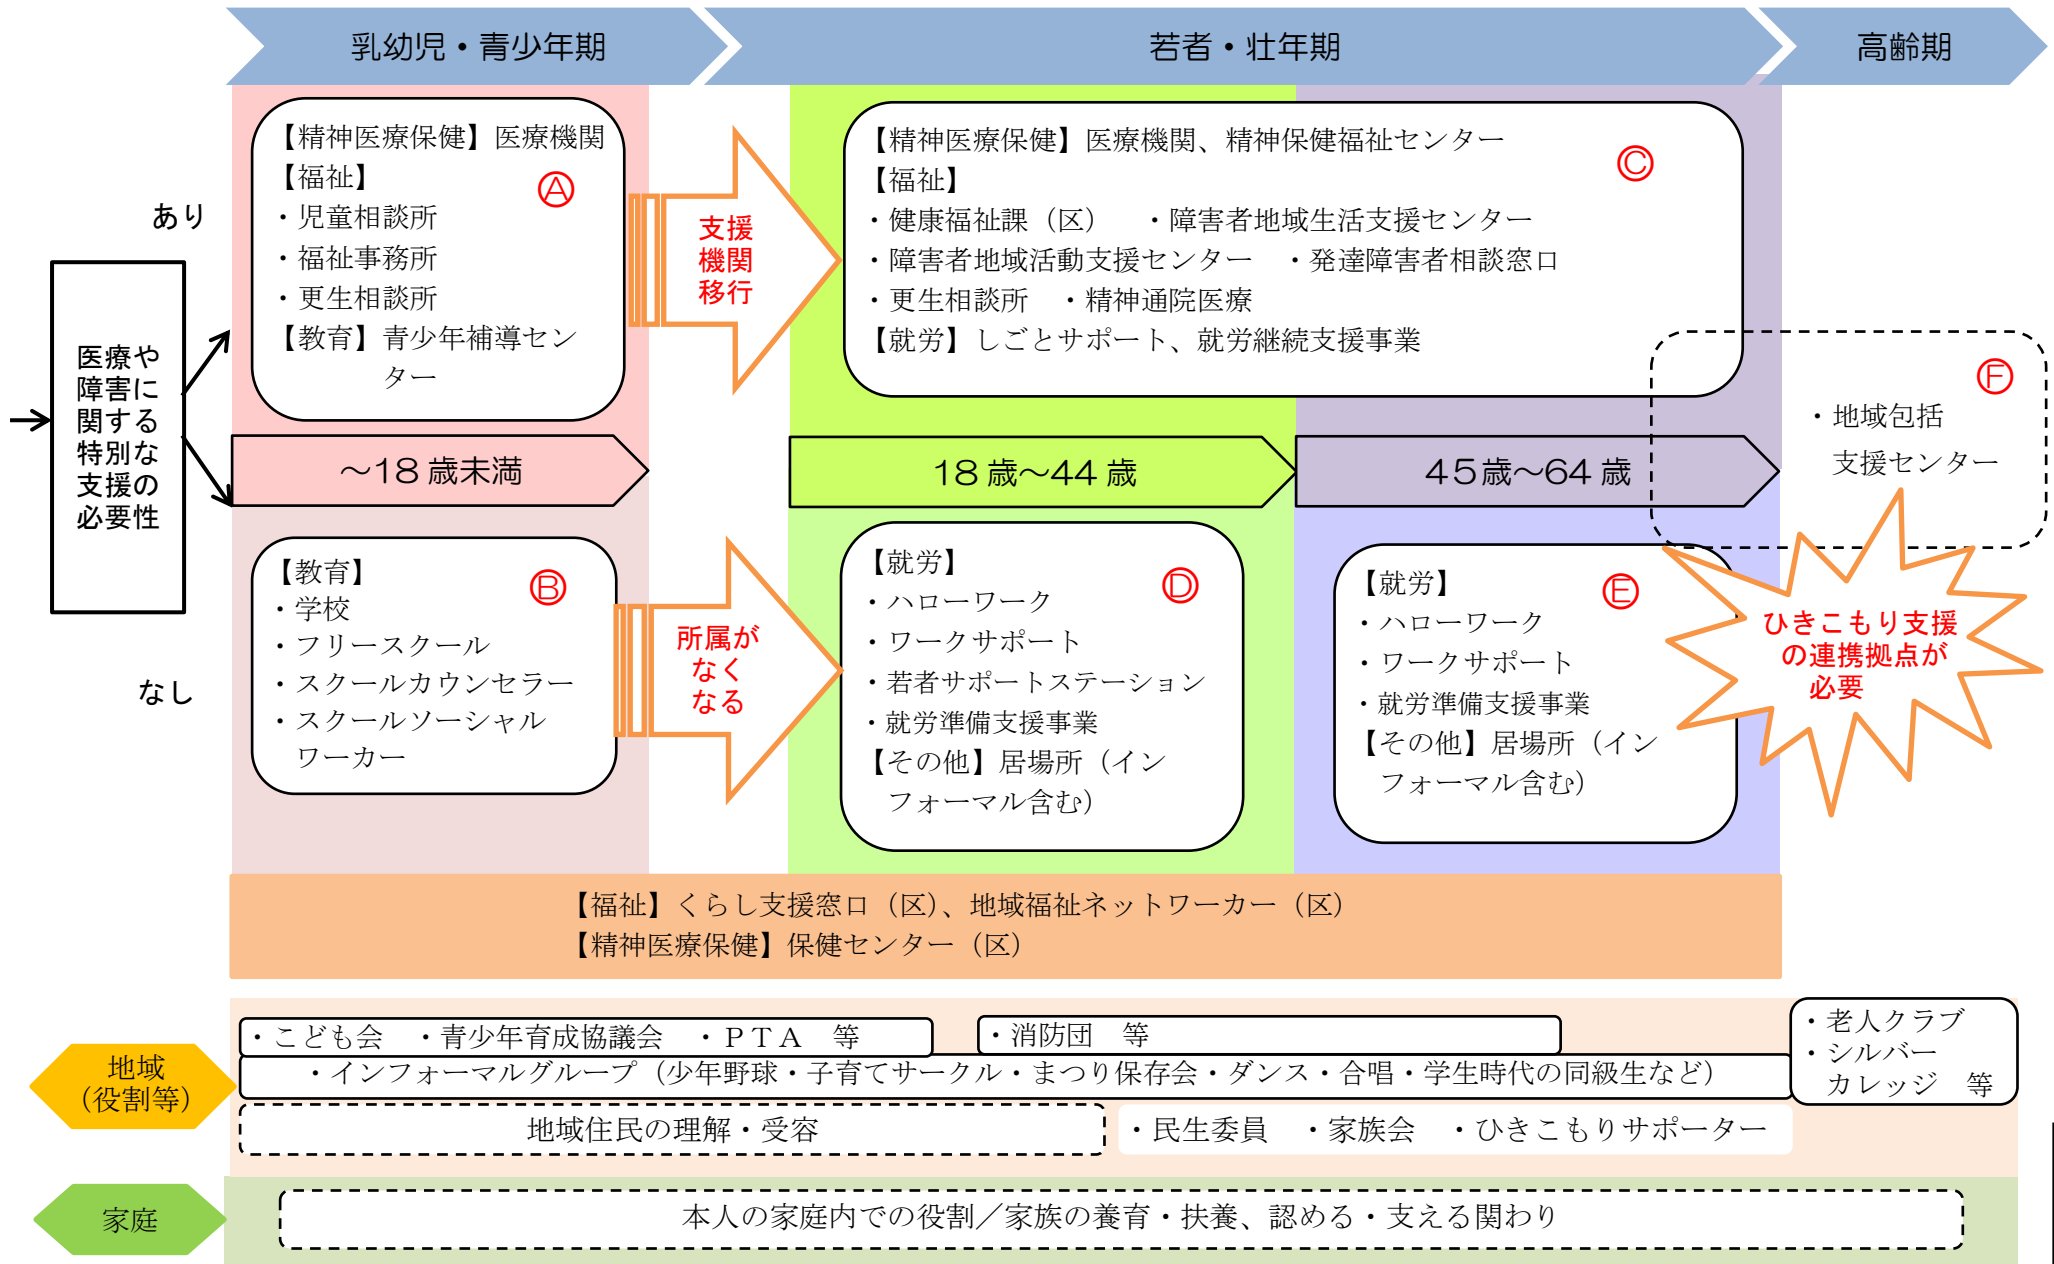 乳幼児・青少年期
若者・壮年期
高齢期
あり
なし
医療や
障害に
関する
特別な
支援の
必要性
【精神医療保健】医療機関
【福祉】
・児童相談所
・福祉事務所
・更生相談所
【教育】青少年補導セン
ター
Ⓐ
支援
機関
移行
【精神医療保健】医療機関、精神保健福祉センター
【福祉】
・健康福祉課（区）　・障害者地域生活支援センター
・障害者地域活動支援センター　・発達障害者相談窓口
・更生相談所　・精神通院医療
【就労】しごとサポート、就労継続支援事業
Ⓒ
Ⓕ
・地域包括
支援センター
～18歳未満
18歳～44歳
45歳～64歳
【教育】
・学校
・フリースクール
・スクールカウンセラー
・スクールソーシャル
ワーカー
Ⓑ
所属が
なく
なる
【就労】
・ハローワーク
・ワークサポート
・若者サポートステーション
・就労準備支援事業
【その他】居場所（イン
フォーマル含む）
Ⓓ
【就労】
・ハローワーク
・ワークサポート
・就労準備支援事業
【その他】居場所（イン
フォーマル含む）
Ⓔ
ひきこもり支援
の連携拠点が
必要
【福祉】くらし支援窓口（区）、地域福祉ネットワーカー（区）
【精神医療保健】保健センター（区）
地域
（役割等）
・こども会　・青少年育成協議会　・ＰＴＡ　等
・消防団　等
・インフォーマルグループ（少年野球・子育てサークル・まつり保存会・ダンス・合唱・学生時代の同級生など）
・老人クラブ
・シルバー
カレッジ　等
地域住民の理解・受容
・民生委員　・家族会　・ひきこもりサポーター
家庭
本人の家庭内での役割／家族の養育・扶養、認める・支える関わり